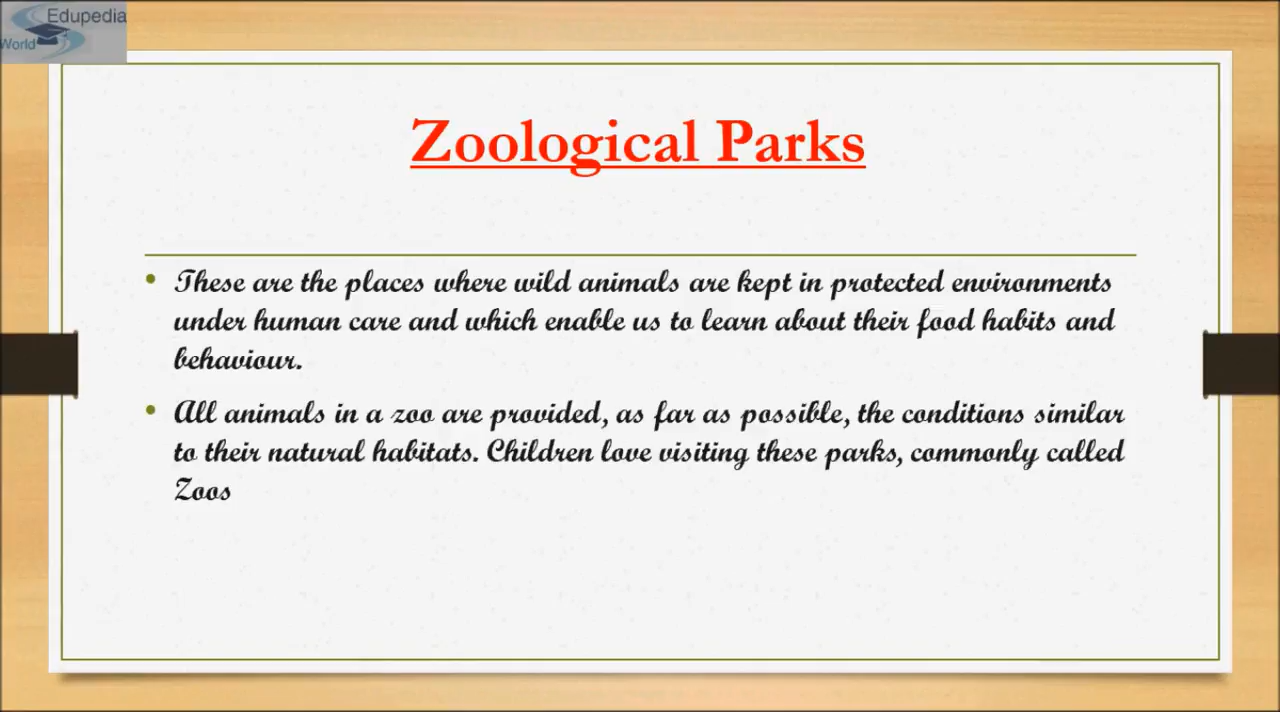 Edupedia
World
Zoological Parks
• These are the places where wild animals are kept in protected environments
under human care and which enable us to learn about their food habits and
behaviour.
• All animals in a zoo are provided, as far as possible, the conditions similar
to their natural habitats. Children love visiting these parks, commonly called
Zoos